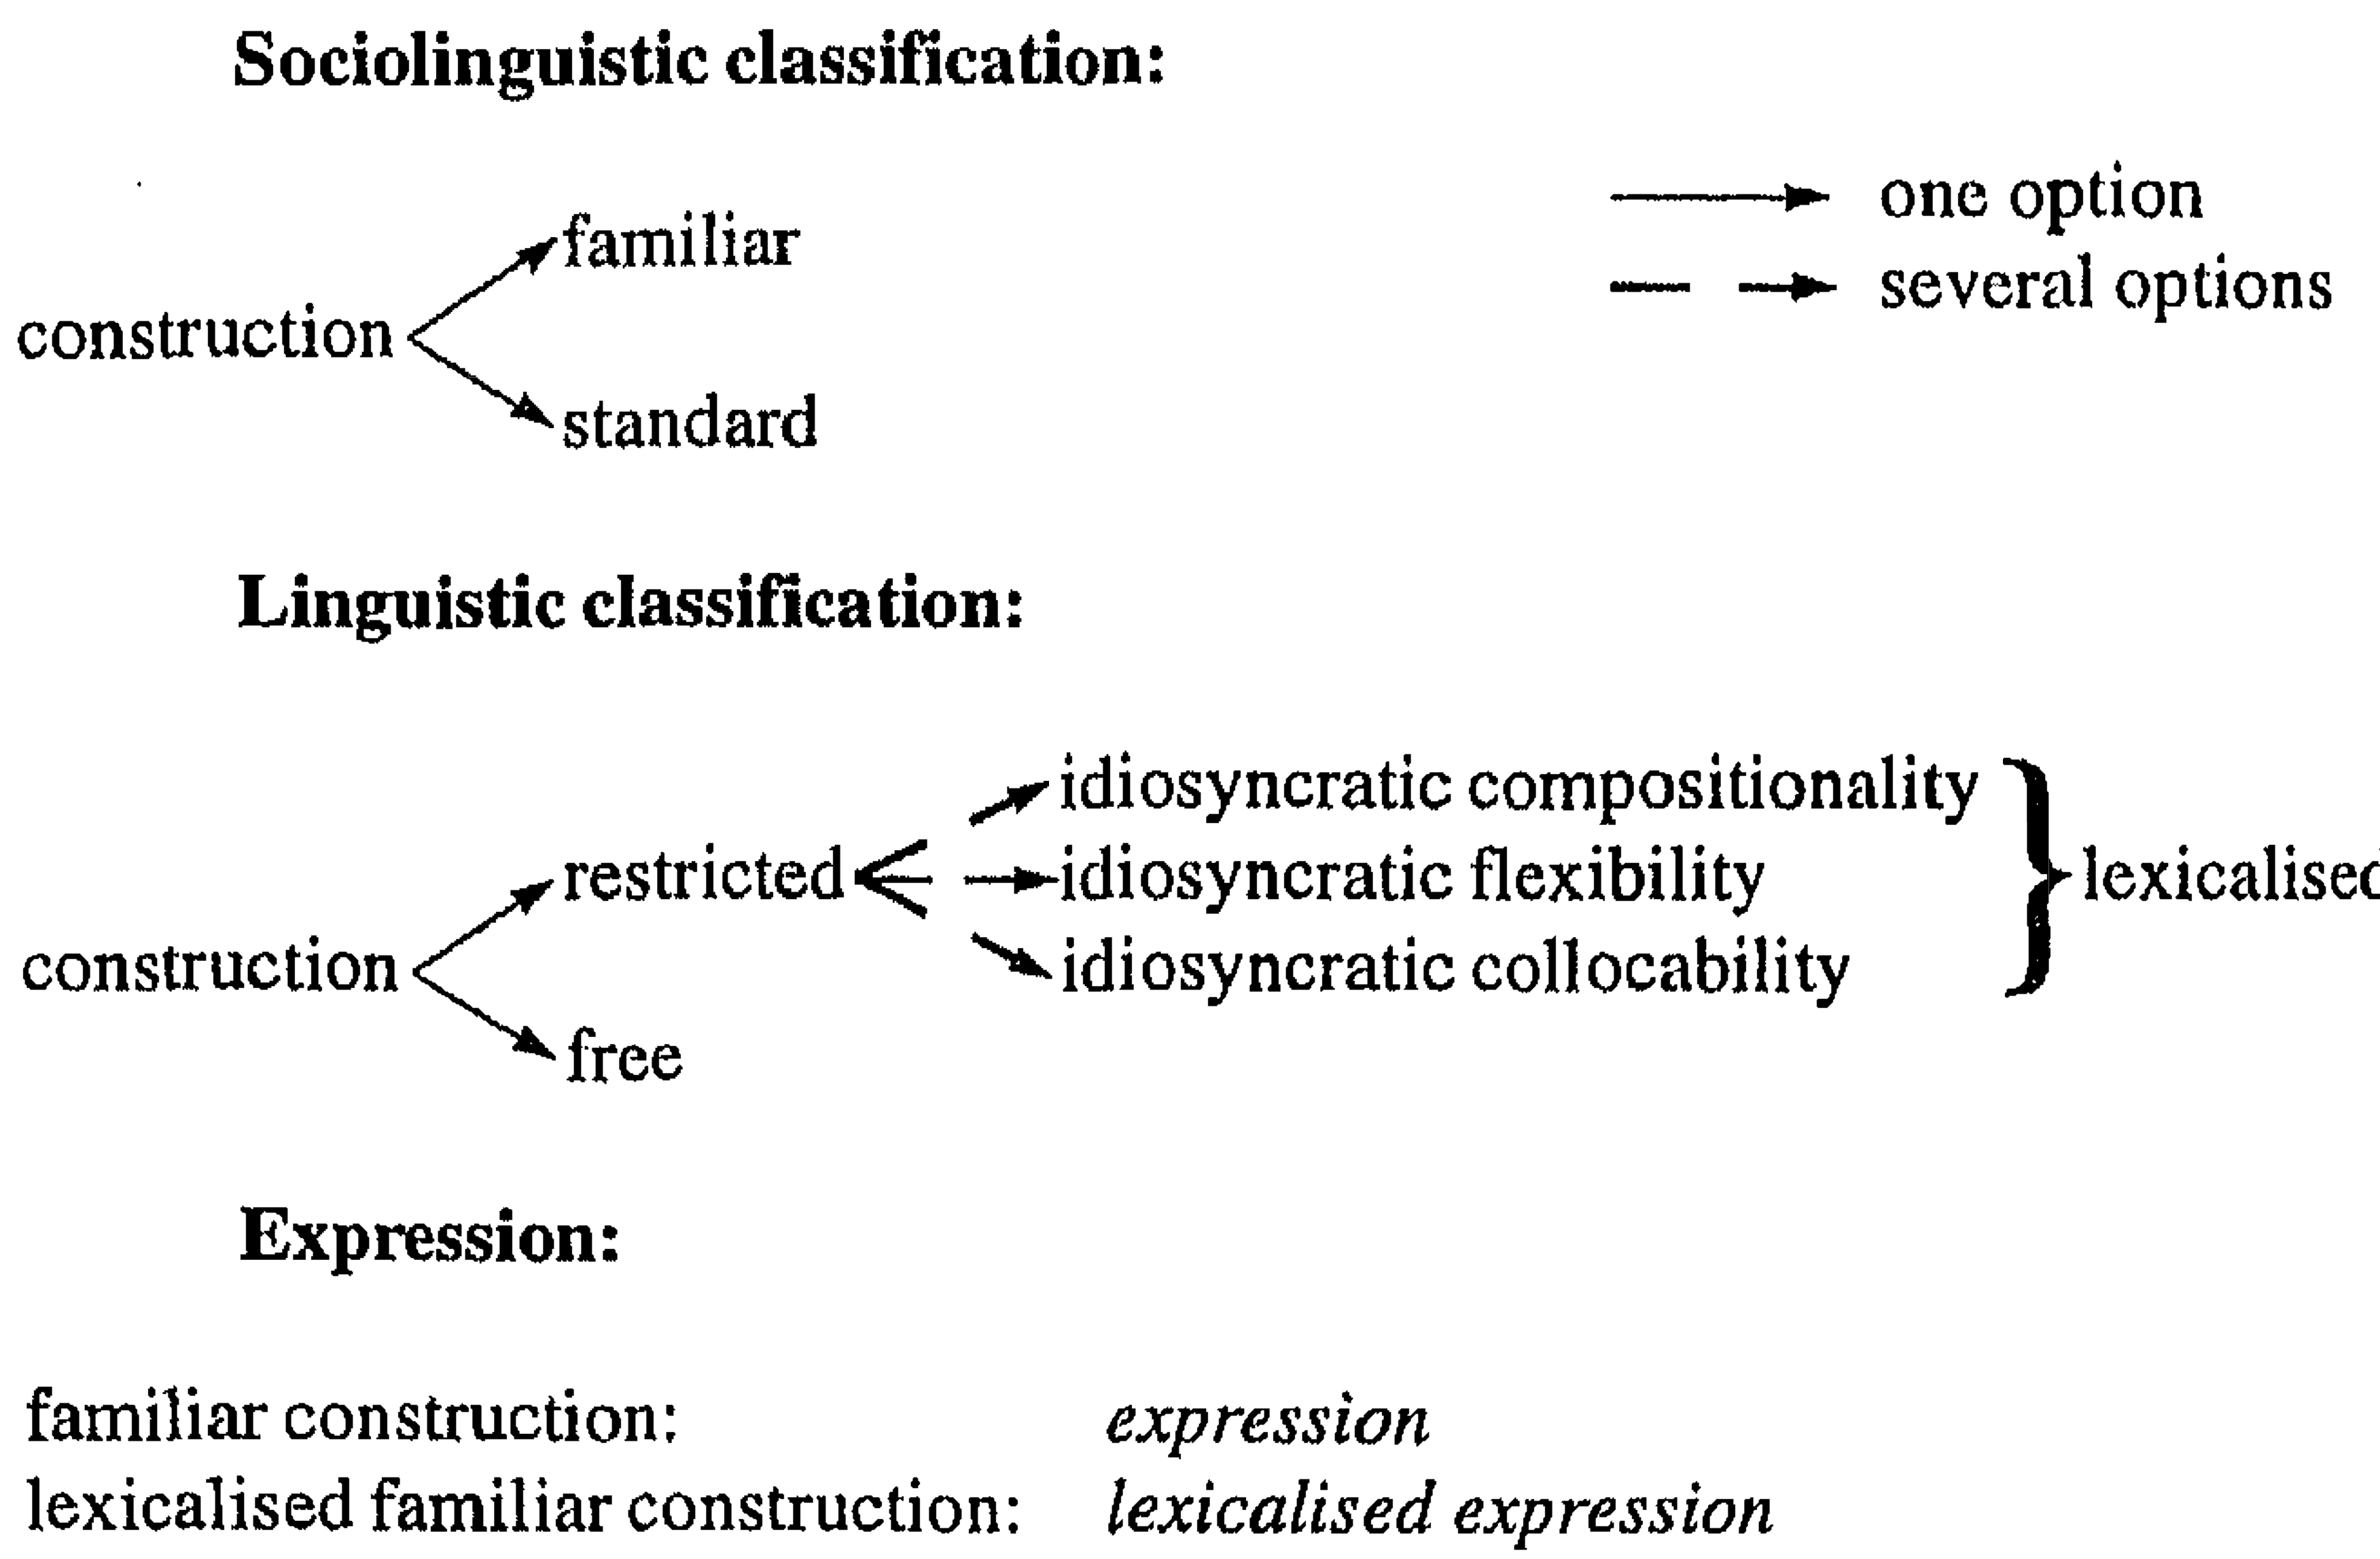 Sociolinguistic classification:
one option
familiar
several options
construction
standard
Linguistic classification:
idiosyncratic compositionality
restricted
idiosyncratic flexibility
lexicalised
construction
idiosyncratic collocability
free
Expression:
familiar construction: expression
lexicalised familiar construction: lexicalised expression